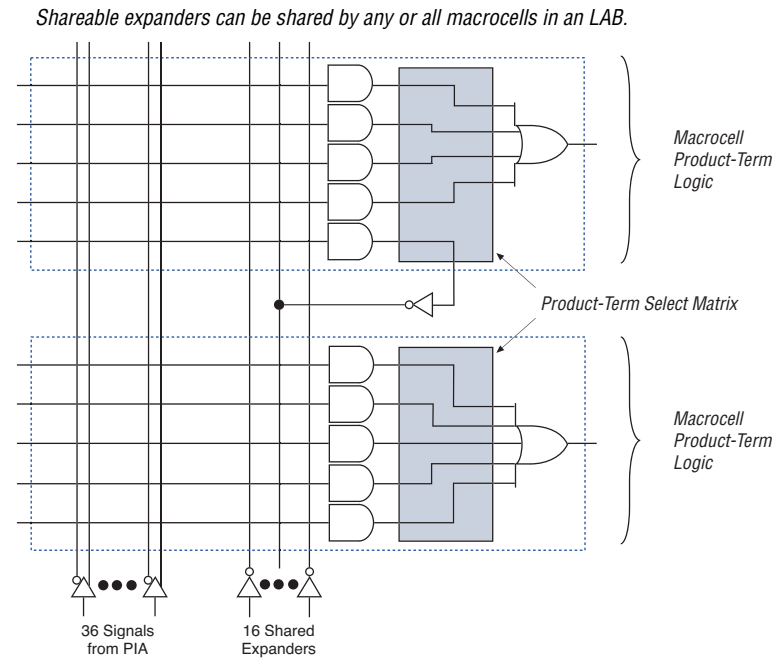 Shareable expanders can be shared by any or all macrocells in an LAB.
Macrocell
Product-Term
Logic
Product-Term Select Matrix
Macrocell
Product-Term
Logic
36 Signals
from PIA
16 Shared
Expanders